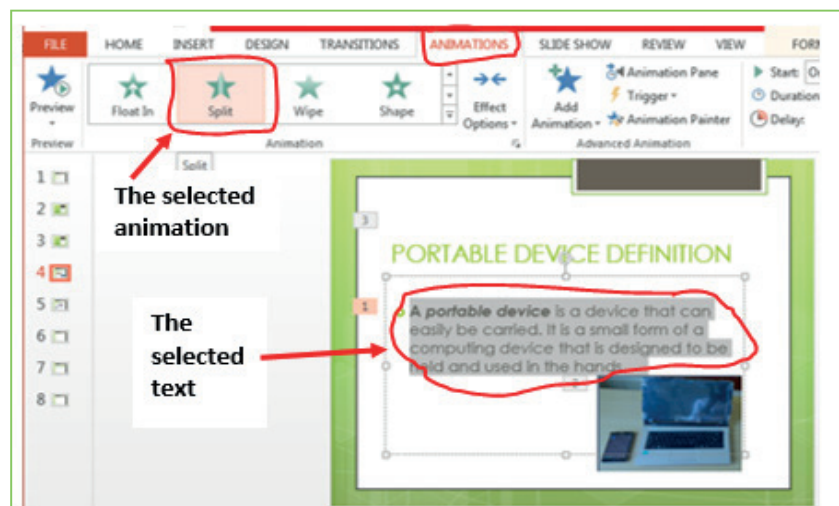 FILE HOME INSERT DESIGN TRANSITIONS ANIMATIONS SLIDE SHOW REVIEW VIEW FOR
Preview Float In Split Wipe Shape Effect Options Add Animation Animation Pane Trigger Animation Painter Start: O Duration Delay:
Preview Animation Advanced Animation
Split
The selected
animation
1
2
3
4
5
6
7
8
3
PORTABLE DEVICE DEFINITION
1
A portable device is a device that can
easily be carried. It is a small form of a
computing device that is designed to be
held and used in the hands
The
selected
text